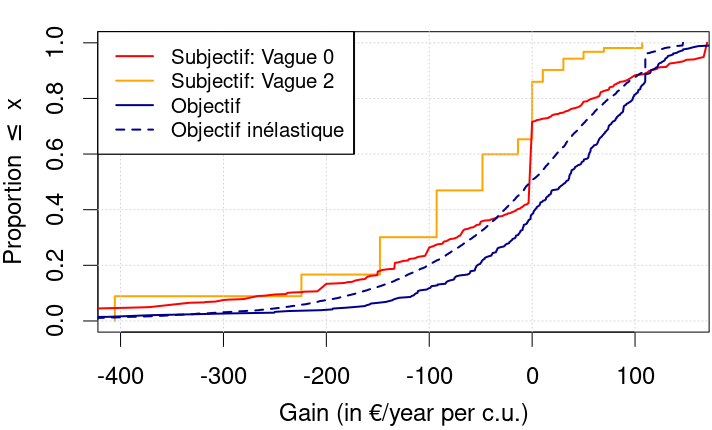 Subjectif: Vague 0
Subjectif: Vague 2
Objectif
Objectif inélastique
Proportion ≤ x
0.0 0.2 0.4 0.6 0.8 1.0
-400 -300 -200 -100 0 100
Gain (in €/year per c.u.)